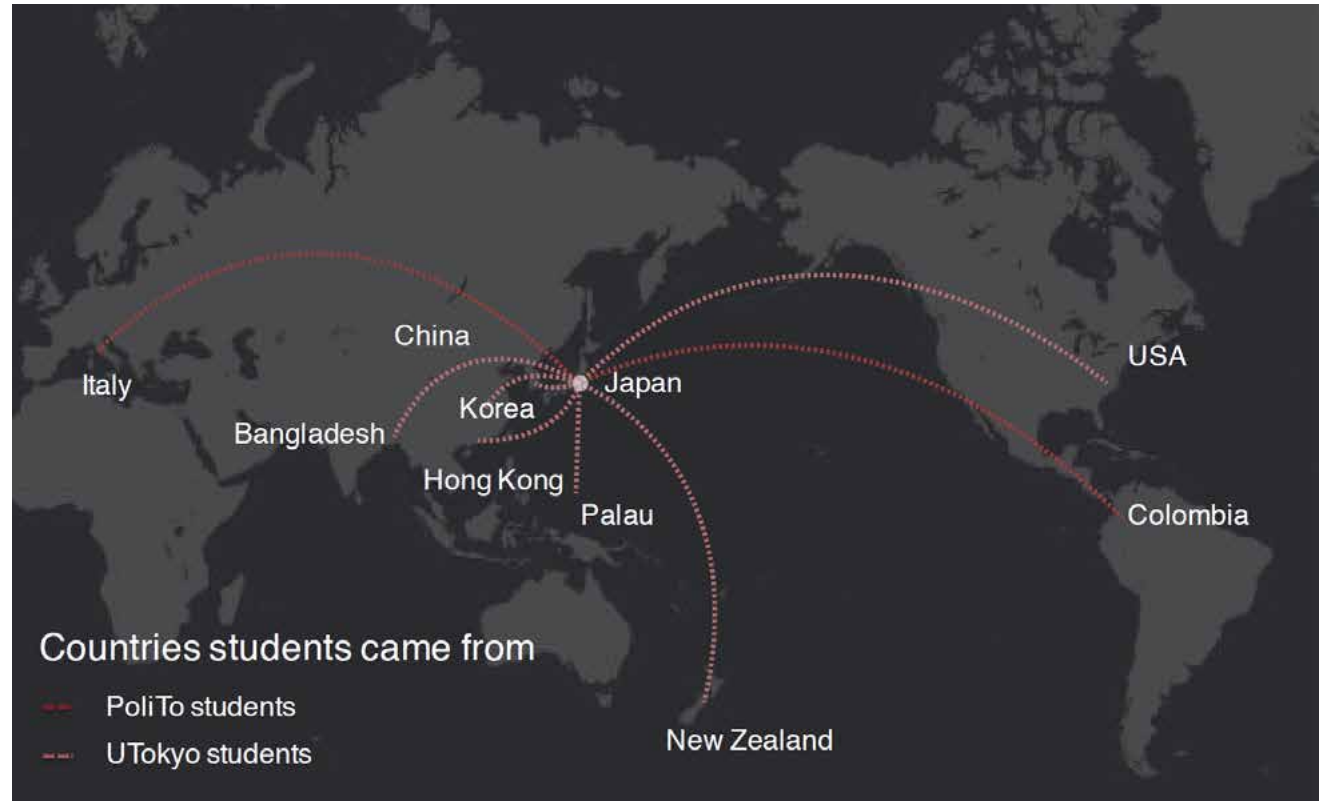 China
USA
Italy
Japan
Korea
Bangladesh
Hong Kong
Palau
Colombia
Countries students came from
PoliTo students
New Zealand
UTokyo students